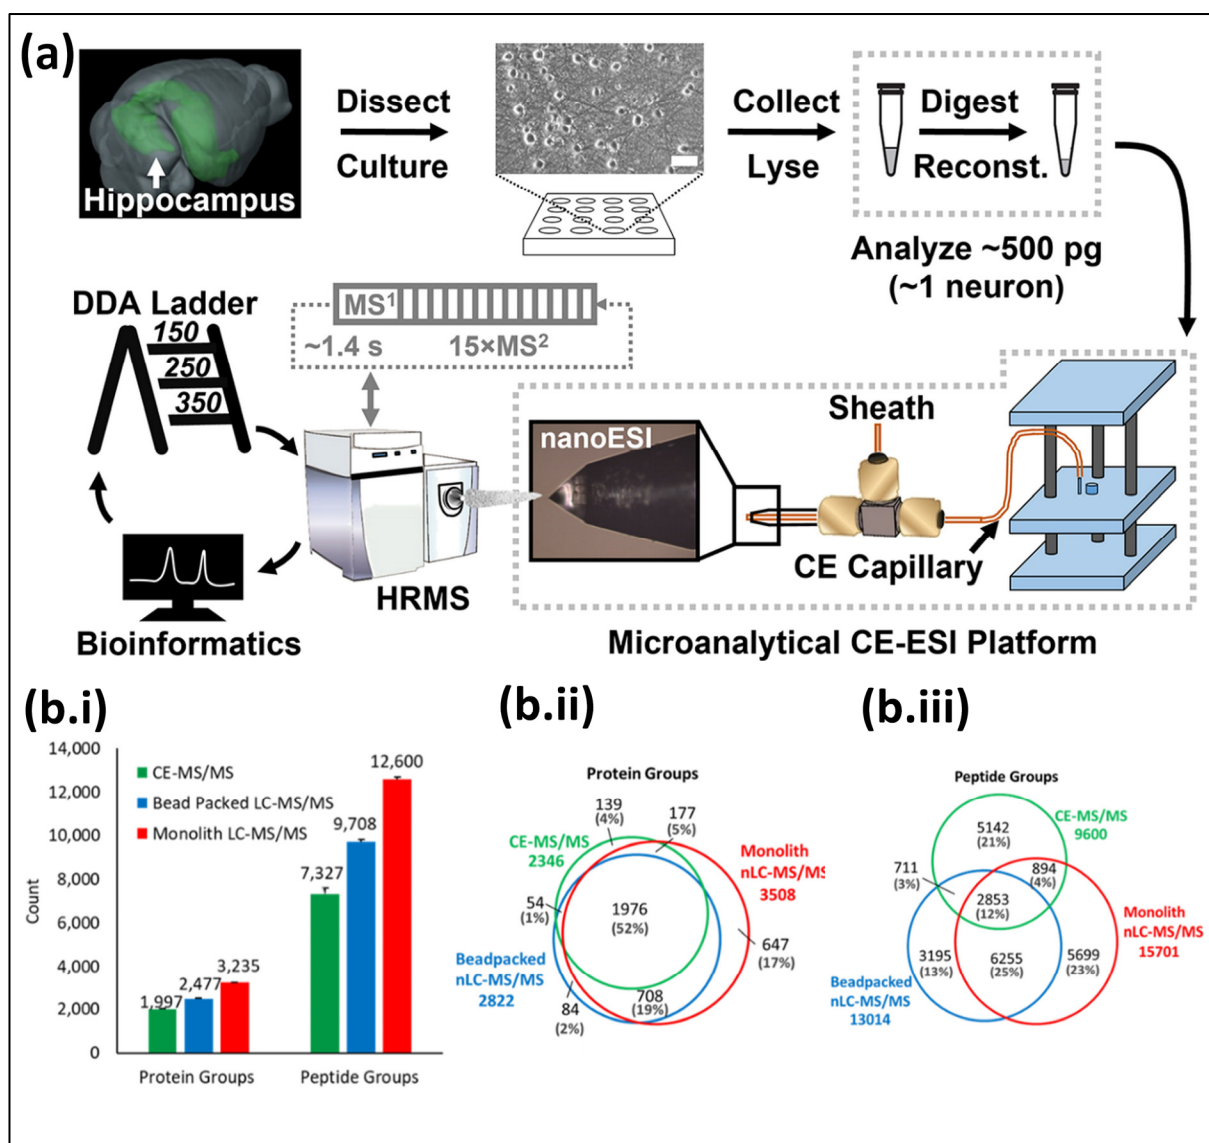 (a)
Hippocampus
Dissect
Culture
Collect
Lyse
Digest
Reconst.
Analyze ~500 pg
(~1 neuron)
DDA Ladder
150
250
350
MS¹
~1.4 s
15×MS²
HRMS
Bioinformatics
nanoESI
Sheath
CE Capillary
Microanalytical CE-ESI Platform
(b.i)
14,000
12,000
10,000
8,000
6,000
4,000
2,000
0
Count
CE-MS/MS
Bead Packed LC-MS/MS
Monolith LC-MS/MS
1,997
2,477
3,235
7,327
9,708
12,600
Protein Groups
Peptide Groups
(b.ii)
Protein Groups
139
(4%)
177
(5%)
CE-MS/MS
2346
Monolith
nLC-MS/MS
3508
54
(1%)
1976
(52%)
647
(17%)
Beadpacked
nLC-MS/MS
2822
84
(2%)
708
(19%)
(b.iii)
Peptide Groups
5142
(21%)
CE-MS/MS
9600
711
(3%)
894
(4%)
2853
(12%)
Monolith
nLC-MS/MS
15701
3195
(13%)
6255
(25%)
5699
(23%)
Beadpacked
nLC-MS/MS
13014